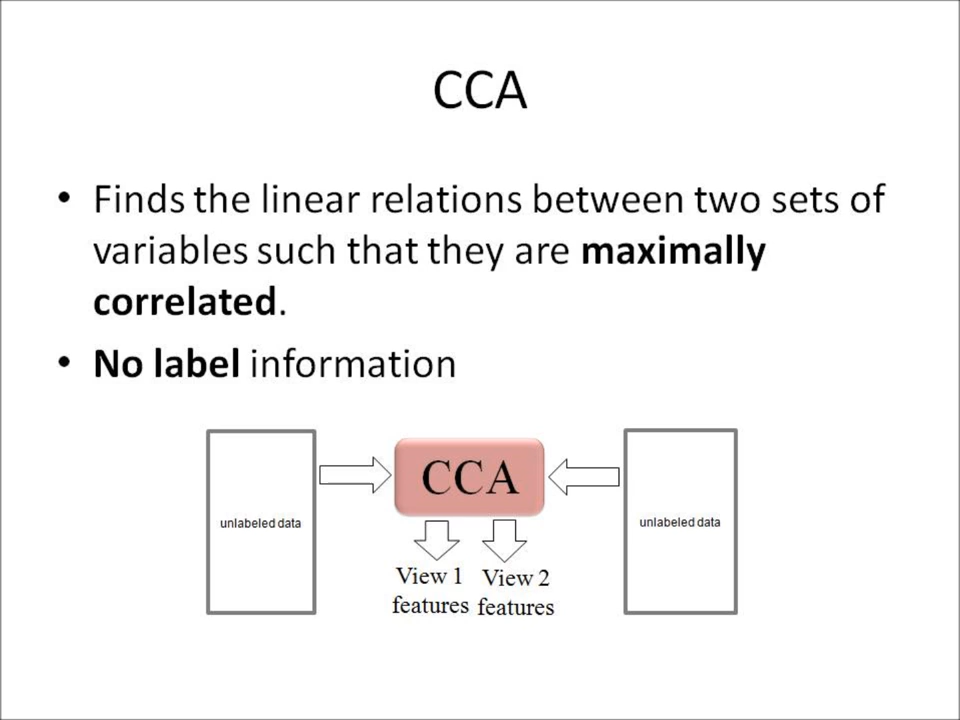 CCA
• Finds the linear relations between two sets of
variables such that they are maximally
correlated.
• No label information
unlabeled data
CCA
unlabeled data
View 1
features
View 2
features